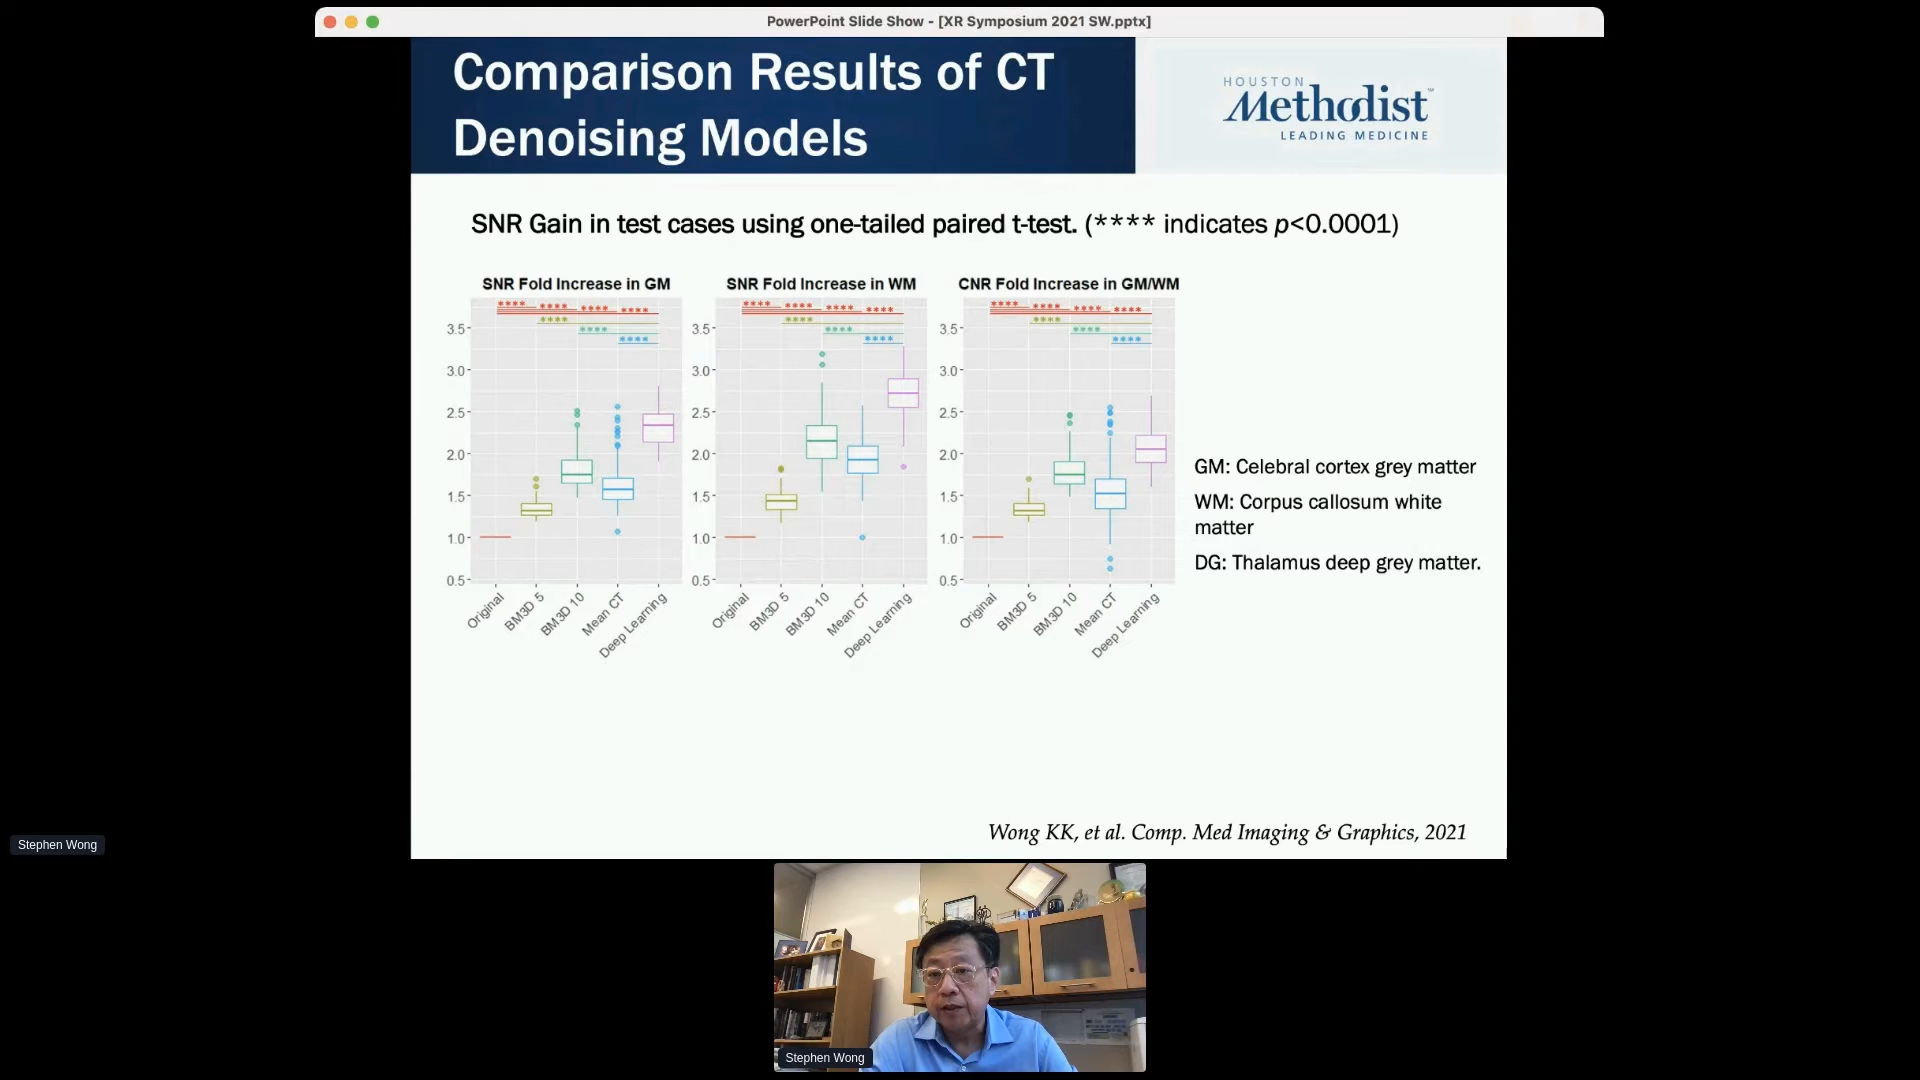 PowerPoint Slide Show - [XR Symposium 2021 SW.pptx]
Comparison Results of CT
Denoising Models
HOUSTON
Methodist™
LEADING MEDICINE
SNR Gain in test cases using one-tailed paired t-test. (**** indicates p<0.0001)
SNR Fold Increase in GM
**** **** **** ****
****
****
****
3.5
3.0
2.5
2.0
1.5
1.0
0.5
Original
BM3D 5
BM3D 10
Mean CT
Deep Learning
SNR Fold Increase in WM
**** **** **** ****
****
****
****
3.5
3.0
2.5
2.0
1.5
1.0
0.5
Original
BM3D 5
BM3D 10
Mean CT
Deep Learning
CNR Fold Increase in GM/WM
**** **** **** ****
****
****
****
3.5
3.0
2.5
2.0
1.5
1.0
0.5
Original
BM3D 5
BM3D 10
Mean CT
Deep Learning
GM: Celebral cortex grey matter
WM: Corpus callosum white
matter
DG: Thalamus deep grey matter.
Wong KK, et al. Comp. Med Imaging & Graphics, 2021
Stephen Wong
Stephen Wong